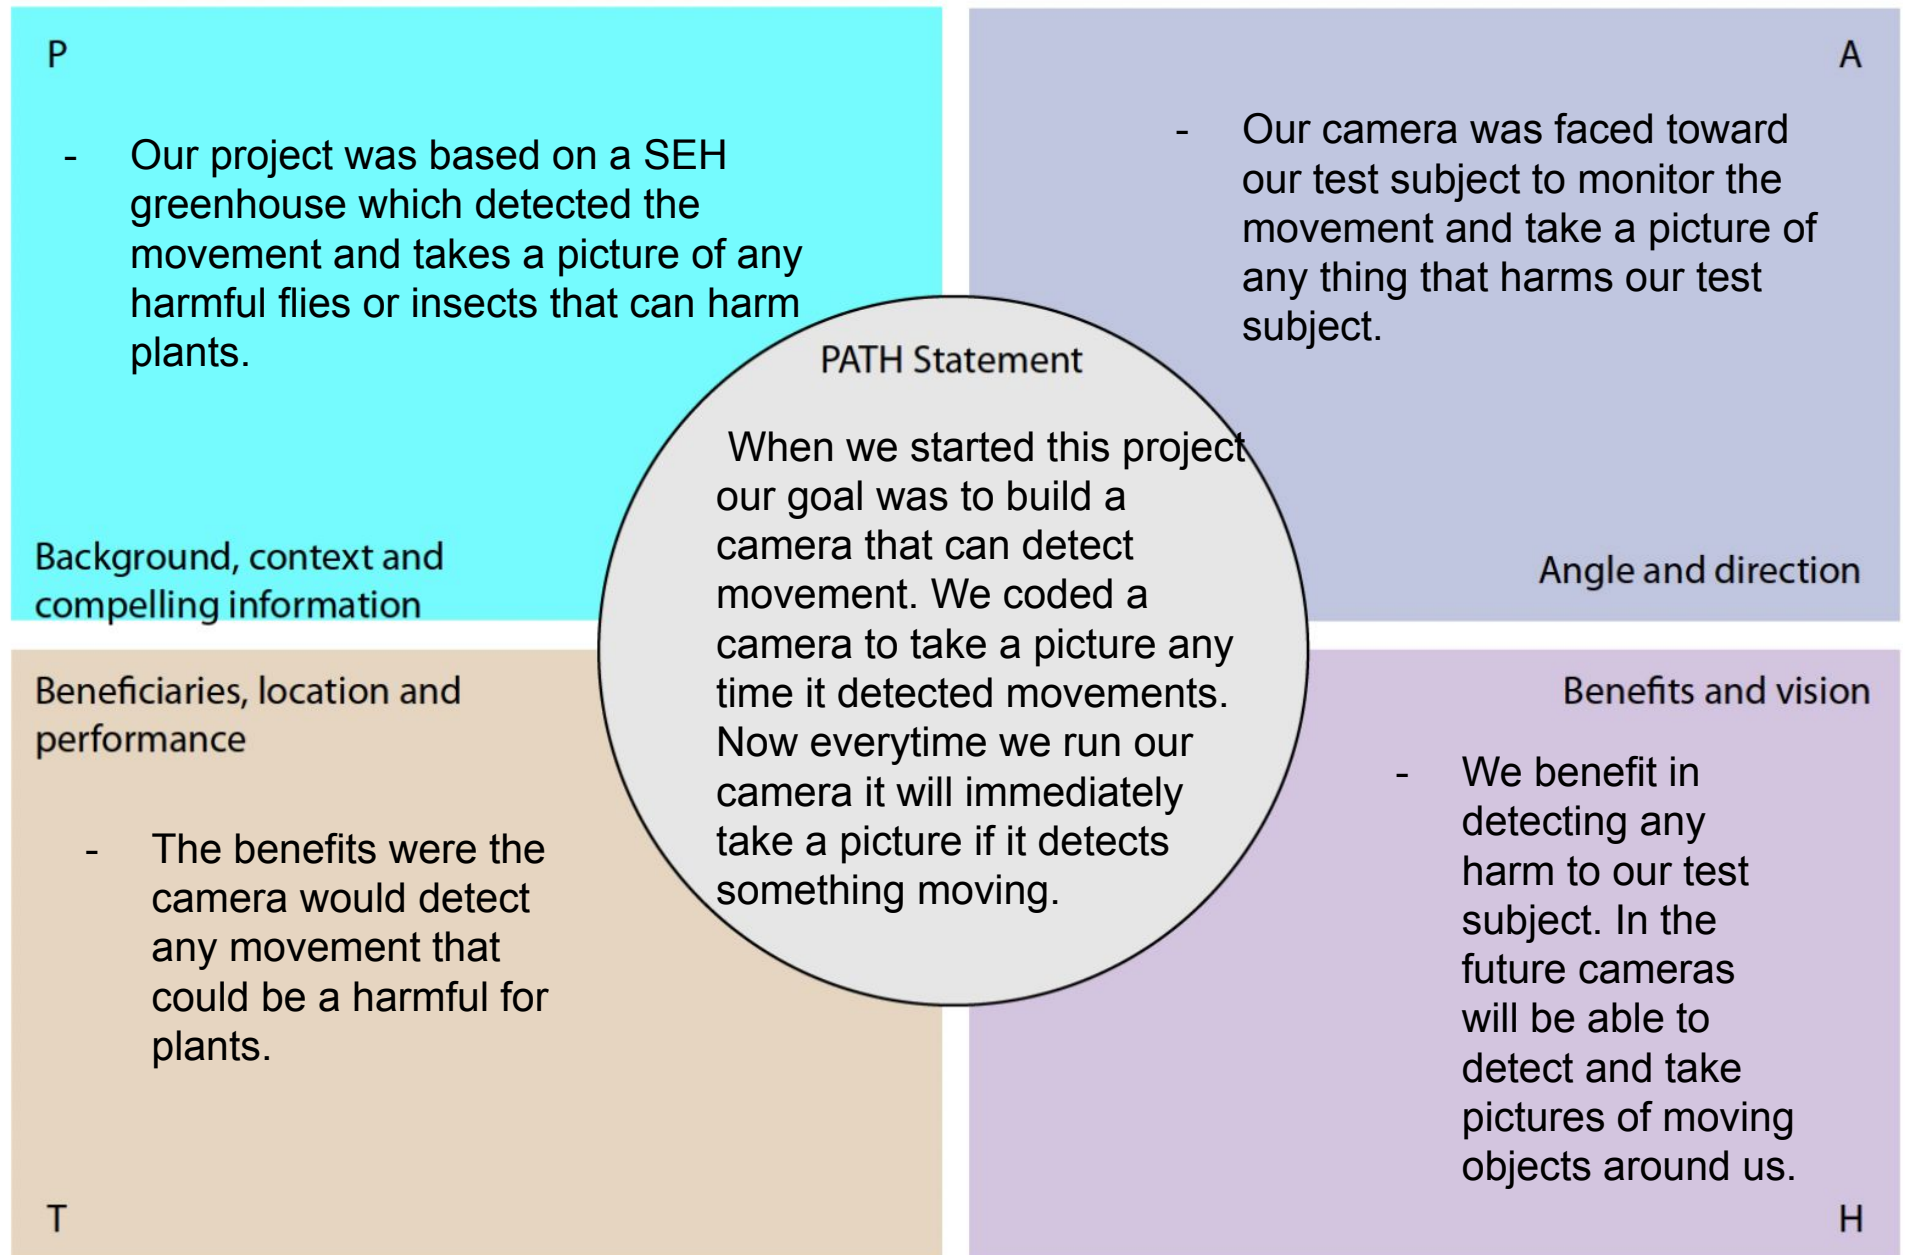 P
- Our project was based on a SEH
greenhouse which detected the
movement and takes a picture of any
harmful flies or insects that can harm
plants.
Background, context and
compelling information
A
- Our camera was faced toward
our test subject to monitor the
movement and take a picture of
any thing that harms our test
subject.
Angle and direction
PATH Statement
When we started this project
our goal was to build a
camera that can detect
movement. We coded a
camera to take a picture any
time it detected movements.
Now everytime we run our
camera it will immediately
take a picture if it detects
something moving.
Beneficiaries, location and
performance
- The benefits were the
camera would detect
any movement that
could be a harmful for
plants.
T
Benefits and vision
- We benefit in
detecting any
harm to our test
subject. In the
future cameras
will be able to
detect and take
pictures of moving
objects around us.
H